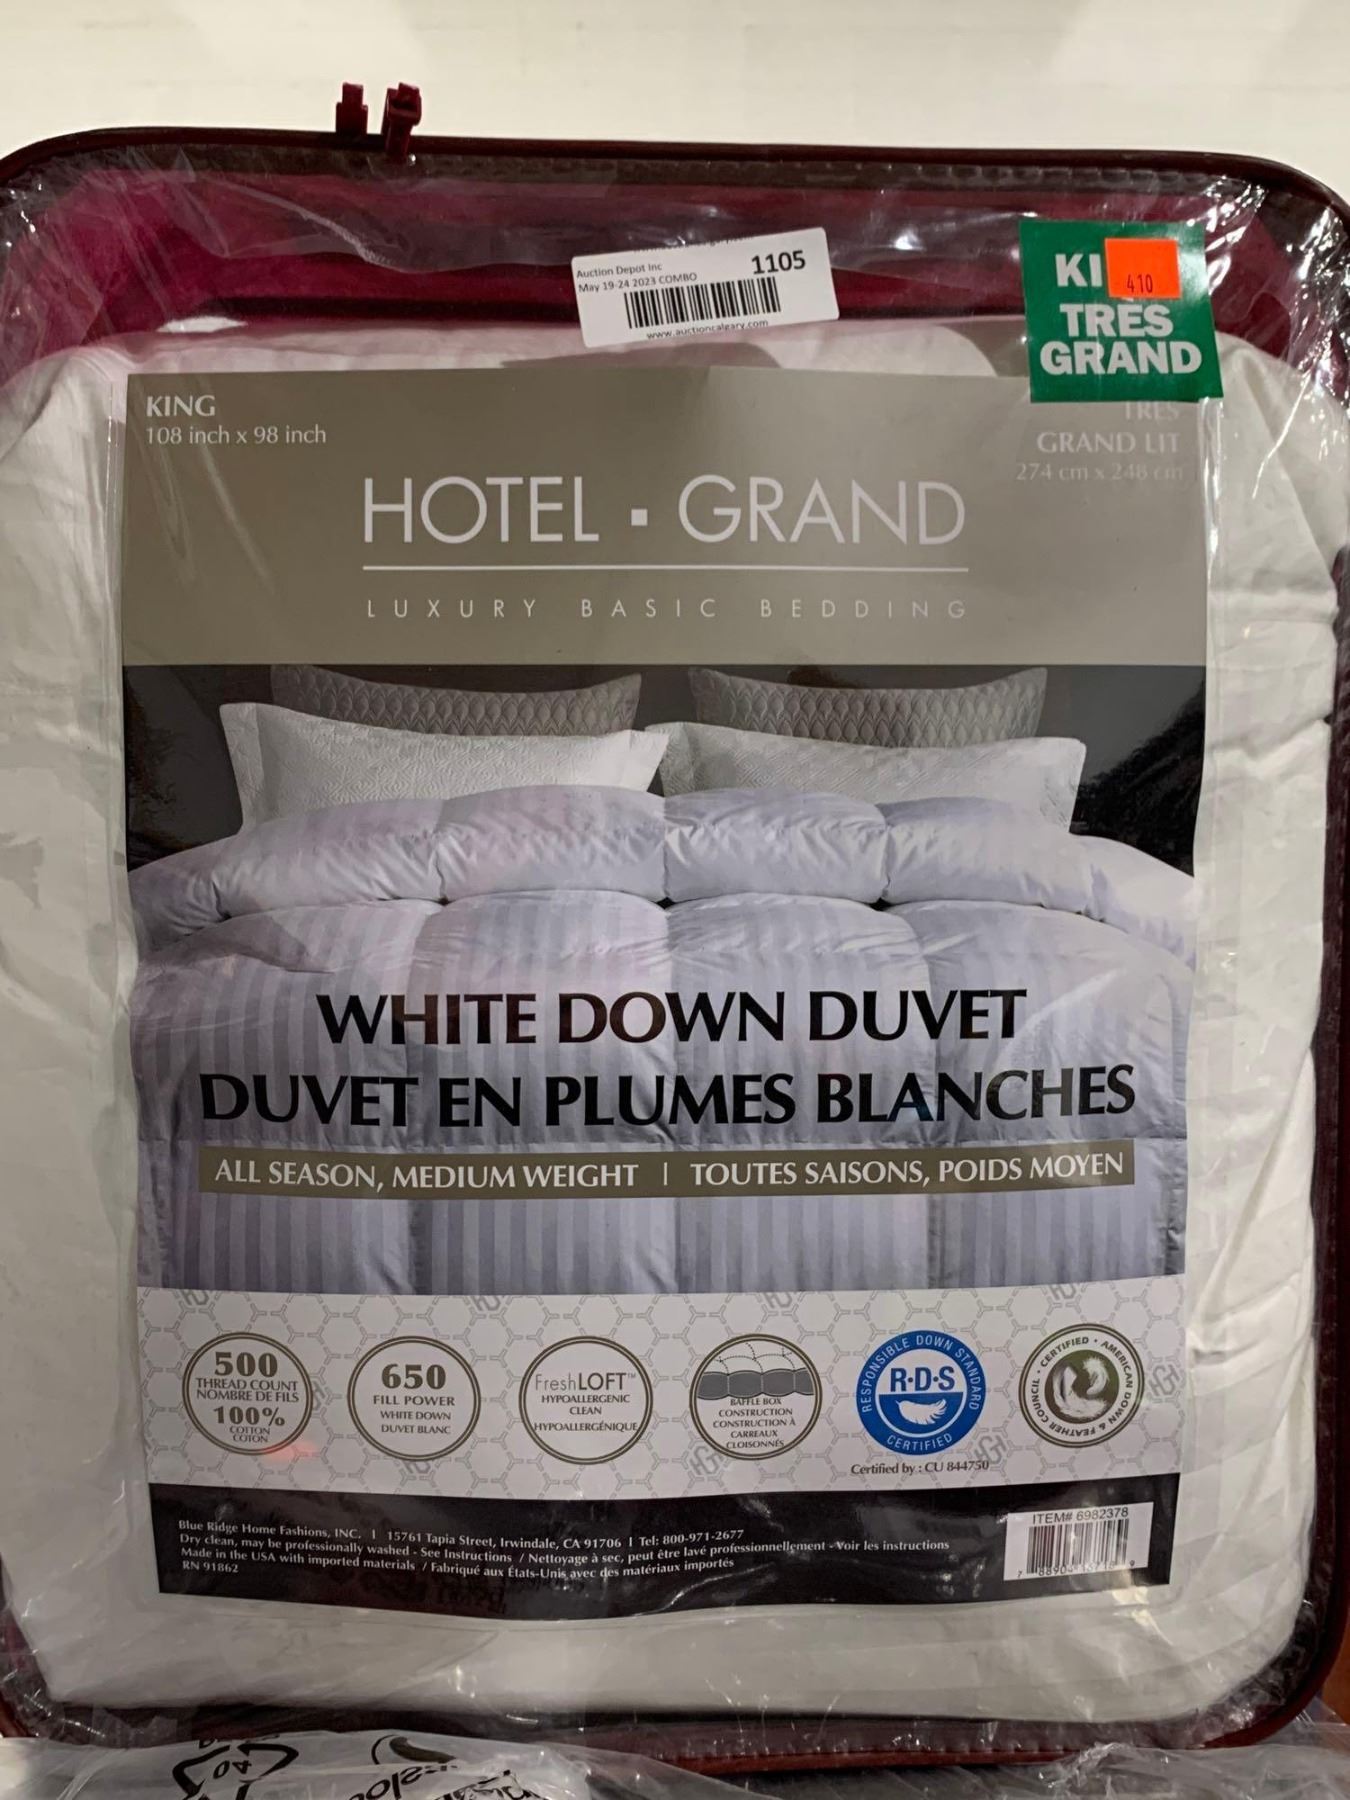 Auction Depot Inc
1105
May 19-24 2023 COMBO
www.auctioncalgary.com
410
TRES
GRAND
KING
108 inch x 98 inch
TRES
GRAND LIT
274 cm x 248 cm
HOTEL ▪ GRAND
LUXURY BASIC BEDDING
WHITE DOWN DUVET
DUVET EN PLUMES BLANCHES
ALL SEASON, MEDIUM WEIGHT | TOUTES SAISONS, POIDS MOYEN
500
THREAD COUNT
NOMBRE DE FILS
100%
COTTON
COTON
650
FILL POWER
WHITE DOWN
DUVET BLANC
FreshLOFT™
HYPOALLERGENIC
CLEAN
HYPOALLERGÉNIQUE
BAFFLE BOX
CONSTRUCTION
CONSTRUCTION À
CARREAUX
CLOISONNÉS
RESPONSIBLE DOWN STANDARD
R·D·S
CERTIFIED
Certified by : CU 844750
CERTIFIED • AMERICAN DOWN & FEATHER COUNCIL •
Blue Ridge Home Fashions, INC. | 15761 Tapia Street, Irwindale, CA 91706 | Tel: 800-971-2677
Dry clean, may be professionally washed - See Instructions / Nettoyage à sec, peut être lavé professionnellement - Voir les instructions
Made in the USA with imported materials / Fabriqué aux États-Unis avec des matériaux importés
RN 91862
ITEM# 6982378
04